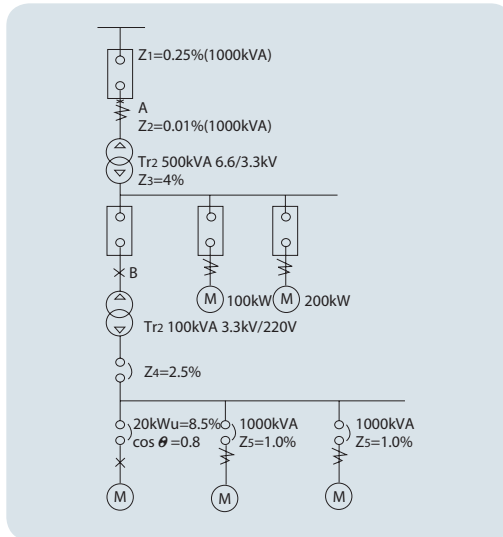 Z1=0.25%(1000kVA)
A
Z2=0.01%(1000kVA)
Tr2 500kVA 6.6/3.3kV
Z3=4%
B
M 100kW M 200kW
Tr2 100kVA 3.3kV/220V
Z4=2.5%
20kWu=8.5% 1000kVA 1000kVA
cos θ =0.8 Z5=1.0% Z5=1.0%
M M M